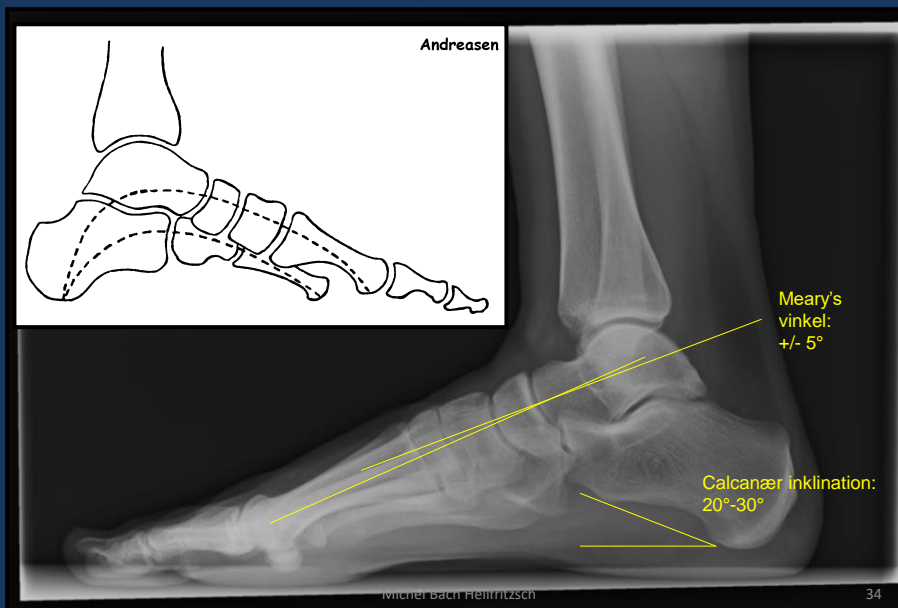 Andreasen
Meary's
vinkel:
+/- 5°
Calcanær inklination:
20°-30°
Michel Bach Hellfritzsch
34